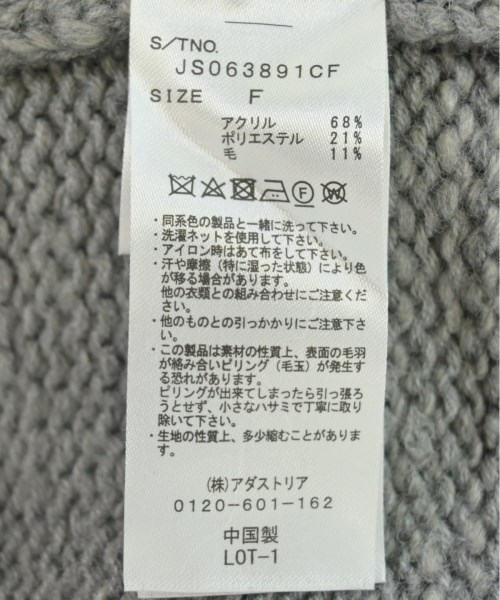 S/TNO.
JS063891CF
SIZE F
アクリル 68%
ポリエステル 21%
毛 11%
F W
・同系色の製品と一緒に洗って下さい。
・洗濯ネットを使用して下さい。
・アイロン時はあて布をして下さい。
・汗や摩擦(特に湿った状態)により色
が移る場合があります。
他の衣類との組み合わせにご注意くだ
さい。
・他のものとの引っかかりにご注意下さ
い。
・この製品は素材の性質上、表面の毛羽
が絡み合いピリング(毛玉)が発生す
る恐れがあります。
ピリングが出来てしまったら引っ張ろ
うとせず、小さなハサミで丁寧に取り
除いて下さい。
・生地の性質上、多少縮むことがありま
す。
(株)アダストリア
0120-601-162
中国製
LOT-1